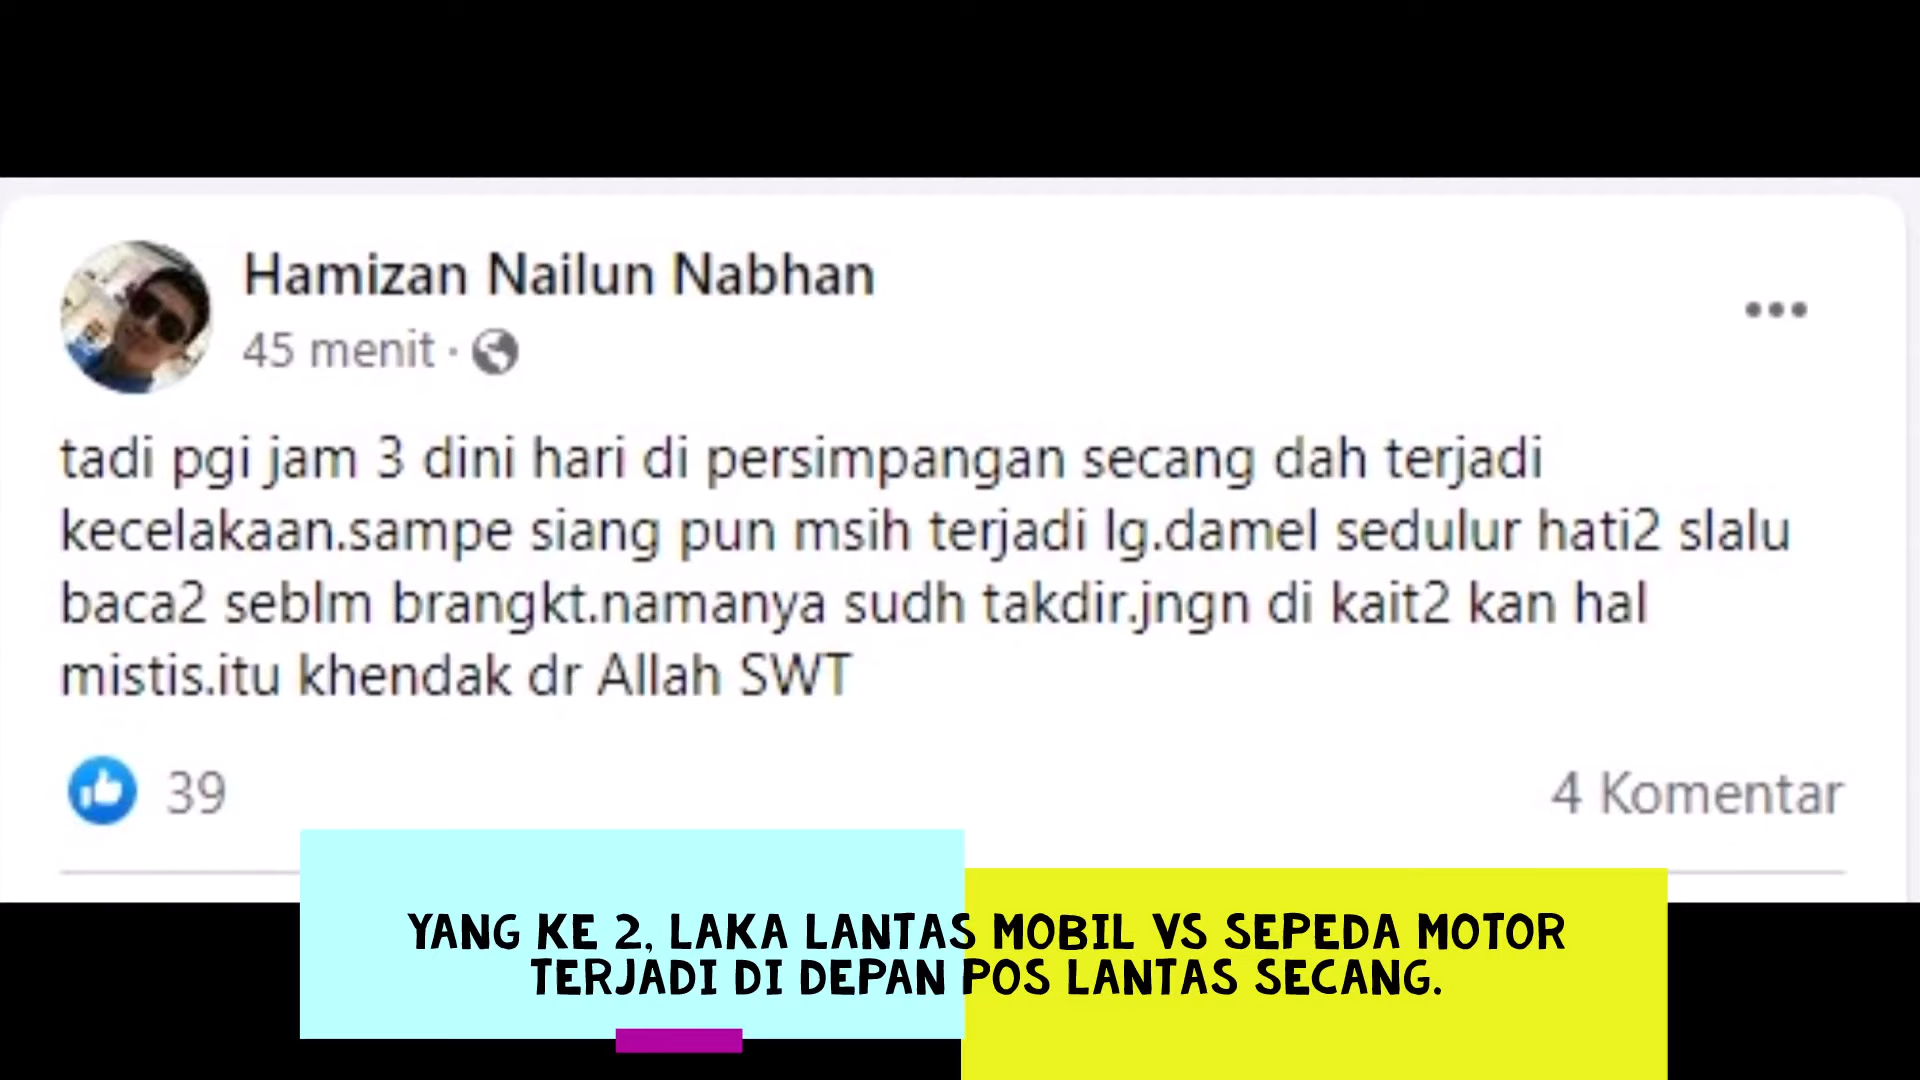 Hamizan Nailun Nabhan
45 menit ·
tadi pgi jam 3 dini hari di persimpangan secang dah terjadi
kecelakaan.sampe siang pun msih terjadi lg.damel sedulur hati2 slalu
baca2 seblm brangkt.namanya sudh takdir.jngn di kait2 kan hal
mistis.itu khendak dr Allah SWT
39
4 Komentar
YANG KE 2, LAKA LANTAS MOBIL VS SEPEDA MOTOR
TERJADI DI DEPAN POS LANTAS SECANG.